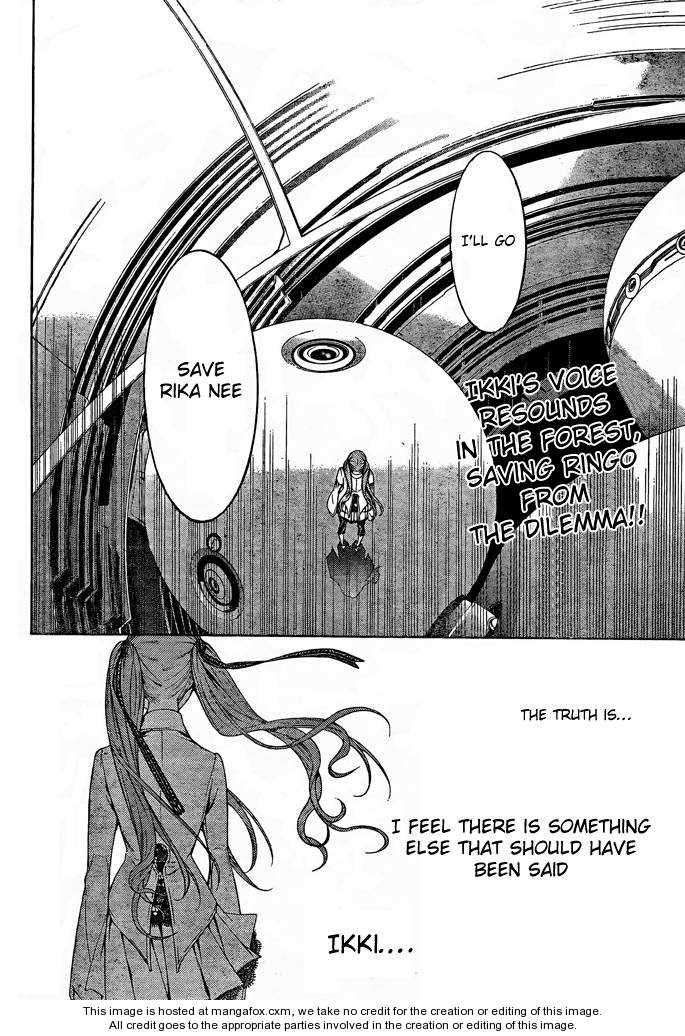 I'LL GO
SAVE
RIKA NEE
IKKI'S VOICE
RESOUNDS
IN THE FOREST,
SAVING RINGO
FROM
THE DILEMMA!!
THE TRUTH IS...
I FEEL THERE IS SOMETHING
ELSE THAT SHOULD HAVE
BEEN SAID
IKKI....
This image is hosted at mangafox.cxm, we take no credit for the creation or editing of this image.
All credit goes to the appropriate parties involved in the creation or editing of this image.